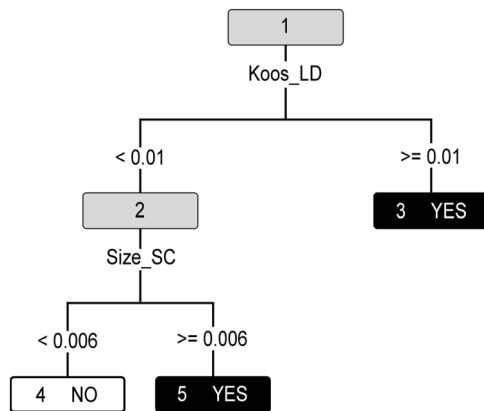 1
Koos_LD
< 0.01
>= 0.01
2
3 YES
Size_SC
< 0.006
>= 0.006
4 NO
5 YES